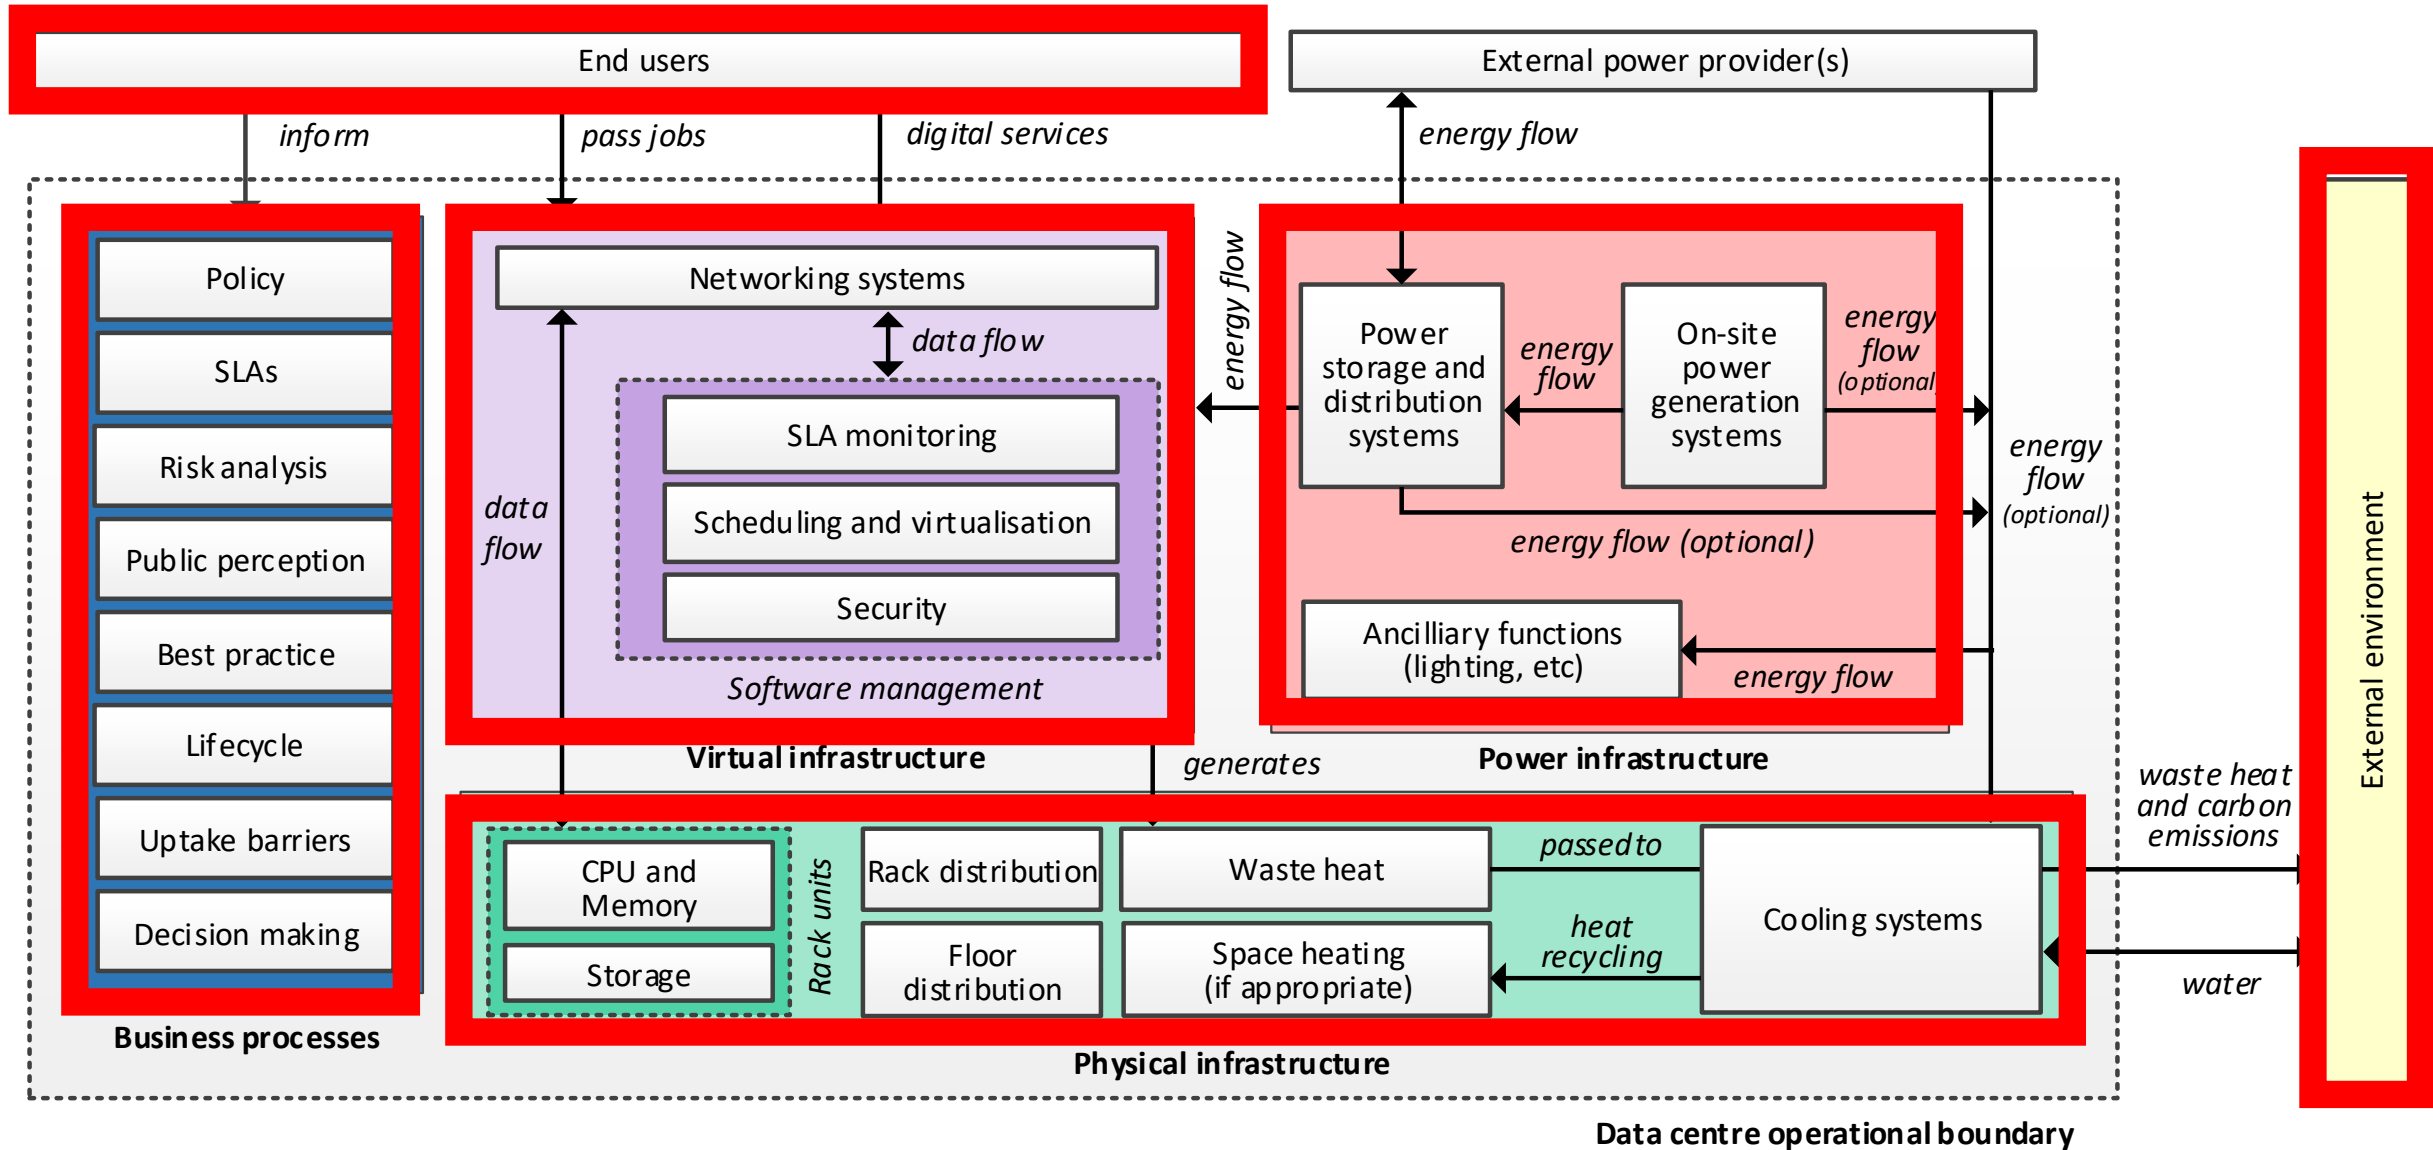 End users
External power provider(s)
inform
pass jobs
digital services
energy flow
Policy
SLAs
Risk analysis
Public perception
Best practice
Lifecycle
Uptake barriers
Decision making
Business processes
Networking systems
data flow
SLA monitoring
Scheduling and virtualisation
Security
Software management
data
flow
Virtual infrastructure
energy flow
Power
storage and
distribution
systems
energy
flow
On-site
power
generation
systems
energy
flow
(optional
energy flow (optional)
energy
flow
(optional)
Ancilliary functions
(lighting, etc)
energy flow
Power infrastructure
generates
CPU and
Memory
Storage
Rack units
Rack distribution
Floor
distribution
Waste heat
Space heating
(if appropriate)
passed to
heat
recycling
Cooling systems
Physical infrastructure
waste heat
and carbon
emissions
water
External environment
Data centre operational boundary